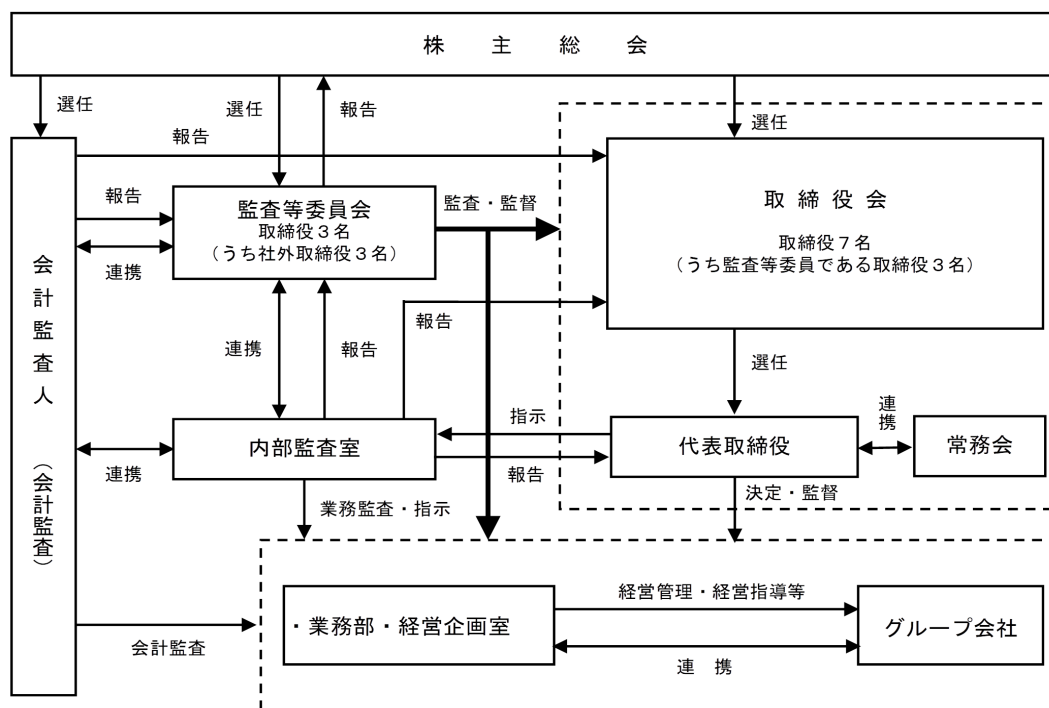 株主総会
選任
選任
報告
選任
報告
報告
連携
監査等委員会
取締役３名
（うち社外取締役３名）
監査・監督
取締役会
取締役７名
（うち監査等委員である取締役３名）
会計監査人
（会計監査）
連携
報告
報告
選任
内部監査室
連携
指示
報告
代表取締役
連携
常務会
業務監査・指示
決定・監督
会計監査
・業務部・経営企画室
経営管理・経営指導等
連携
グループ会社